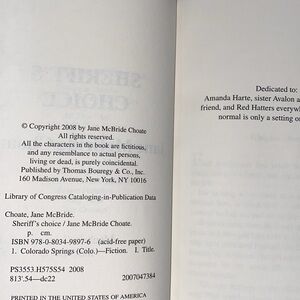 © Copyright 2008 by Jane McBride Choate
All rights reserved.
All the characters in the book are fictitious,
and any resemblance to actual persons,
living or dead, is purely coincidental.
Published by Thomas Bouregy & Co., Inc.
160 Madison Avenue, New York, NY 10016
Library of Congress Cataloging-in-Publication Data
Choate, Jane McBride.
Sheriff's choice / Jane McBride Choate.
p. cm.
ISBN 978-0-8034-9897-6 (acid-free paper)
1. Colorado Springs (Colo.)—Fiction. I. Title.
PS3553.H575S54 2008
813'.54—dc22 2007047384
PRINTED IN THE UNITED STATES OF AMERICA
Dedicated to:
Amanda Harte, sister Avalon a
friend, and Red Hatters everywh
normal is only a setting o